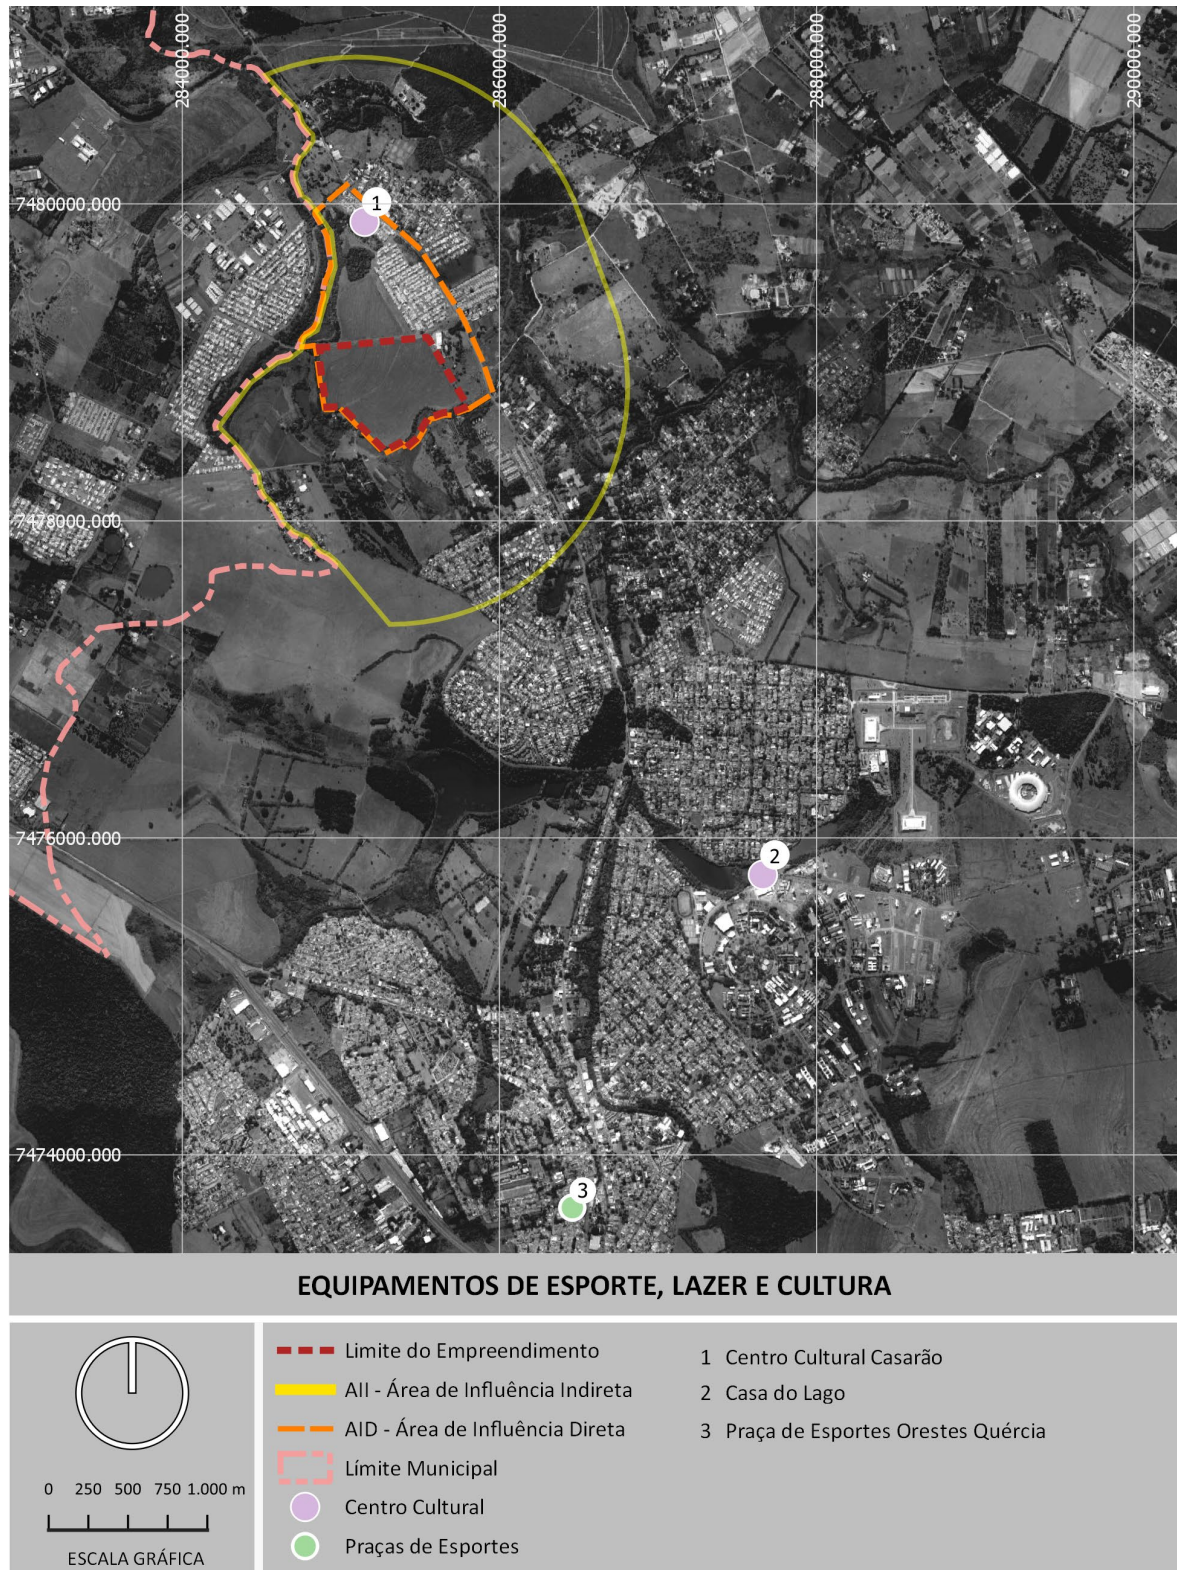 284000.000
286000.000
288000.000
290000.000
1
7480000.000
7478000.000
7476000.000
2
7474000.000
3
EQUIPAMENTOS DE ESPORTE, LAZER E CULTURA
Limite do Empreendimento
AII - Área de Influência Indireta
AID - Área de Influência Direta
Límite Municipal
Centro Cultural
Praças de Esportes
1 Centro Cultural Casarão
2 Casa do Lago
3 Praça de Esportes Orestes Quércia
0 250 500 750 1.000 m
ESCALA GRÁFICA